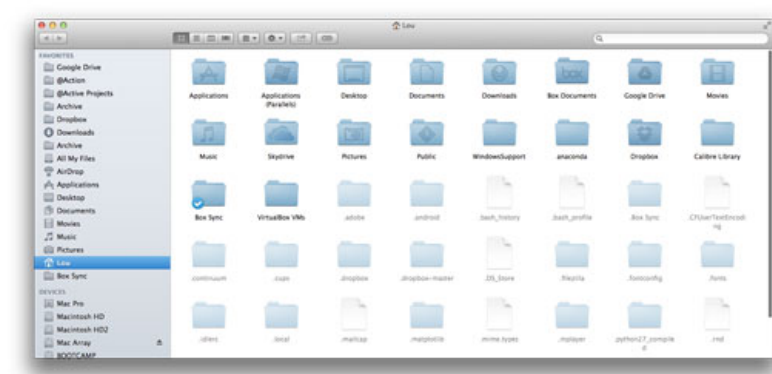 Lou
FAVORITES
Google Drive
@Action
@Active Projects
Archive
Dropbox
Downloads
Archive
All My Files
AirDrop
Applications
Desktop
Documents
Movies
Music
Pictures
Lou
Box Sync
DEVICES
Mac Pro
Macintosh HD
Macintosh HD2
Mac Array
BOOTCAMP
Applications
Applications (Parallels)
Desktop
Documents
Downloads
Box Documents
Google Drive
Movies
Music
Skydrive
Pictures
Public
WindowsSupport
anaconda
Dropbox
Calibre Library
Box Sync
VirtualBox VMs
.adobe
.android
.bash_history
.bash_profile
.Box Sync
.CFUserTextEncoding
.continuum
.cups
.dropbox
.dropbox-master
.DS_Store
.filezilla
.fontconfig
.fonts
.idlerc
.local
.mailcap
.matplotlib
.mime.types
.mplayer
.python27_compiled
.rnd